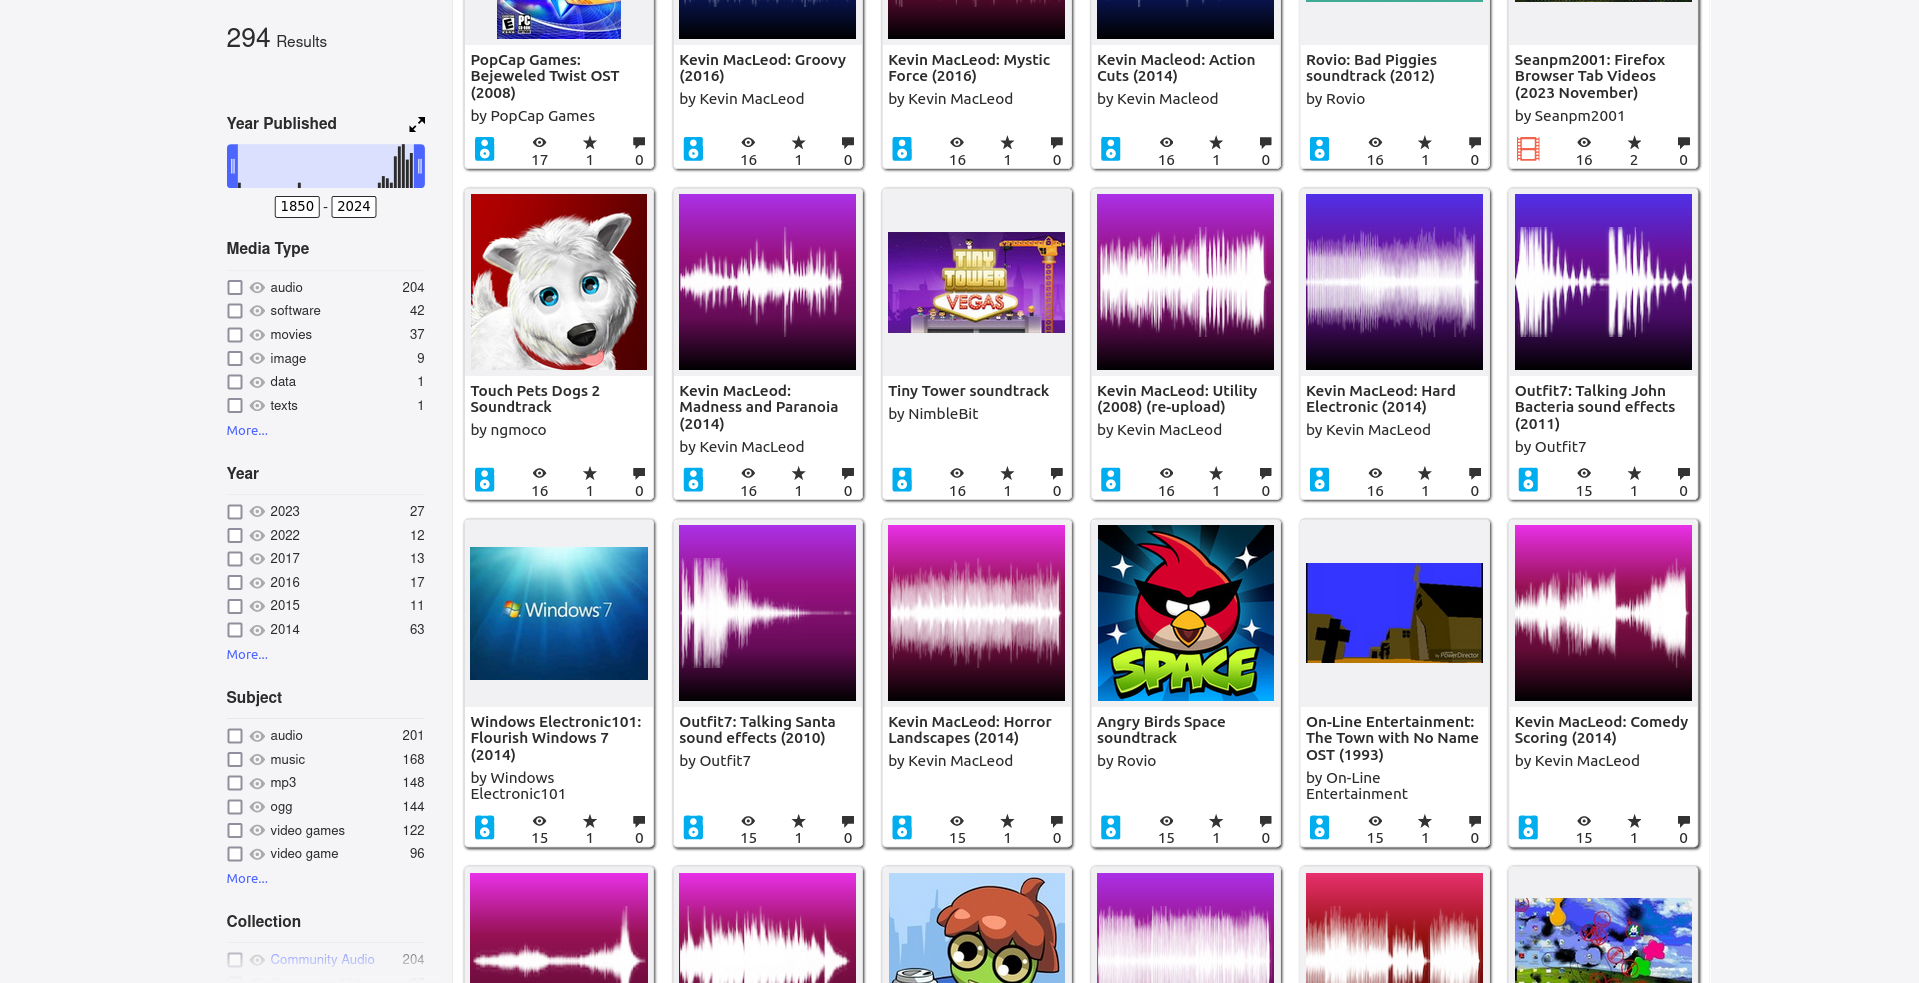 294 Results
Year Published
1850 - 2024
Media Type
audio 204
software 42
movies 37
image 9
data 1
texts 1
More...
Year
2023 27
2022 12
2017 13
2016 17
2015 11
2014 63
More...
Subject
audio 201
music 168
mp3 148
ogg 144
video games 122
video game 96
More...
Collection
Community Audio 204
E PC
PopCap Games:
Bejeweled Twist OST
(2008)
by PopCap Games
17 1 0
Kevin MacLeod: Groovy
(2016)
by Kevin MacLeod
16 1 0
Kevin MacLeod: Mystic
Force (2016)
by Kevin MacLeod
16 1 0
Kevin Macleod: Action
Cuts (2014)
by Kevin Macleod
16 1 0
Rovio: Bad Piggies
soundtrack (2012)
by Rovio
16 1 0
Seanpm2001: Firefox
Browser Tab Videos
(2023 November)
by Seanpm2001
16 2 0
Touch Pets Dogs 2
Soundtrack
by ngmoco
16 1 0
Kevin MacLeod:
Madness and Paranoia
(2014)
by Kevin MacLeod
16 1 0
TINY
TOWER
VEGAS
Tiny Tower soundtrack
by NimbleBit
16 1 0
Kevin MacLeod: Utility
(2008) (re-upload)
by Kevin MacLeod
16 1 0
Kevin MacLeod: Hard
Electronic (2014)
by Kevin MacLeod
16 1 0
Outfit7: Talking John
Bacteria sound effects
(2011)
by Outfit7
15 1 0
Windows 7
Windows Electronic101:
Flourish Windows 7
(2014)
by Windows
Electronic101
15 1 0
Outfit7: Talking Santa
sound effects (2010)
by Outfit7
15 1 0
Kevin MacLeod: Horror
Landscapes (2014)
by Kevin MacLeod
15 1 0
SPACE
Angry Birds Space
soundtrack
by Rovio
15 1 0
by PowerDirector
On-Line Entertainment:
The Town with No Name
OST (1993)
by On-Line
Entertainment
15 1 0
Kevin MacLeod: Comedy
Scoring (2014)
by Kevin MacLeod
15 1 0